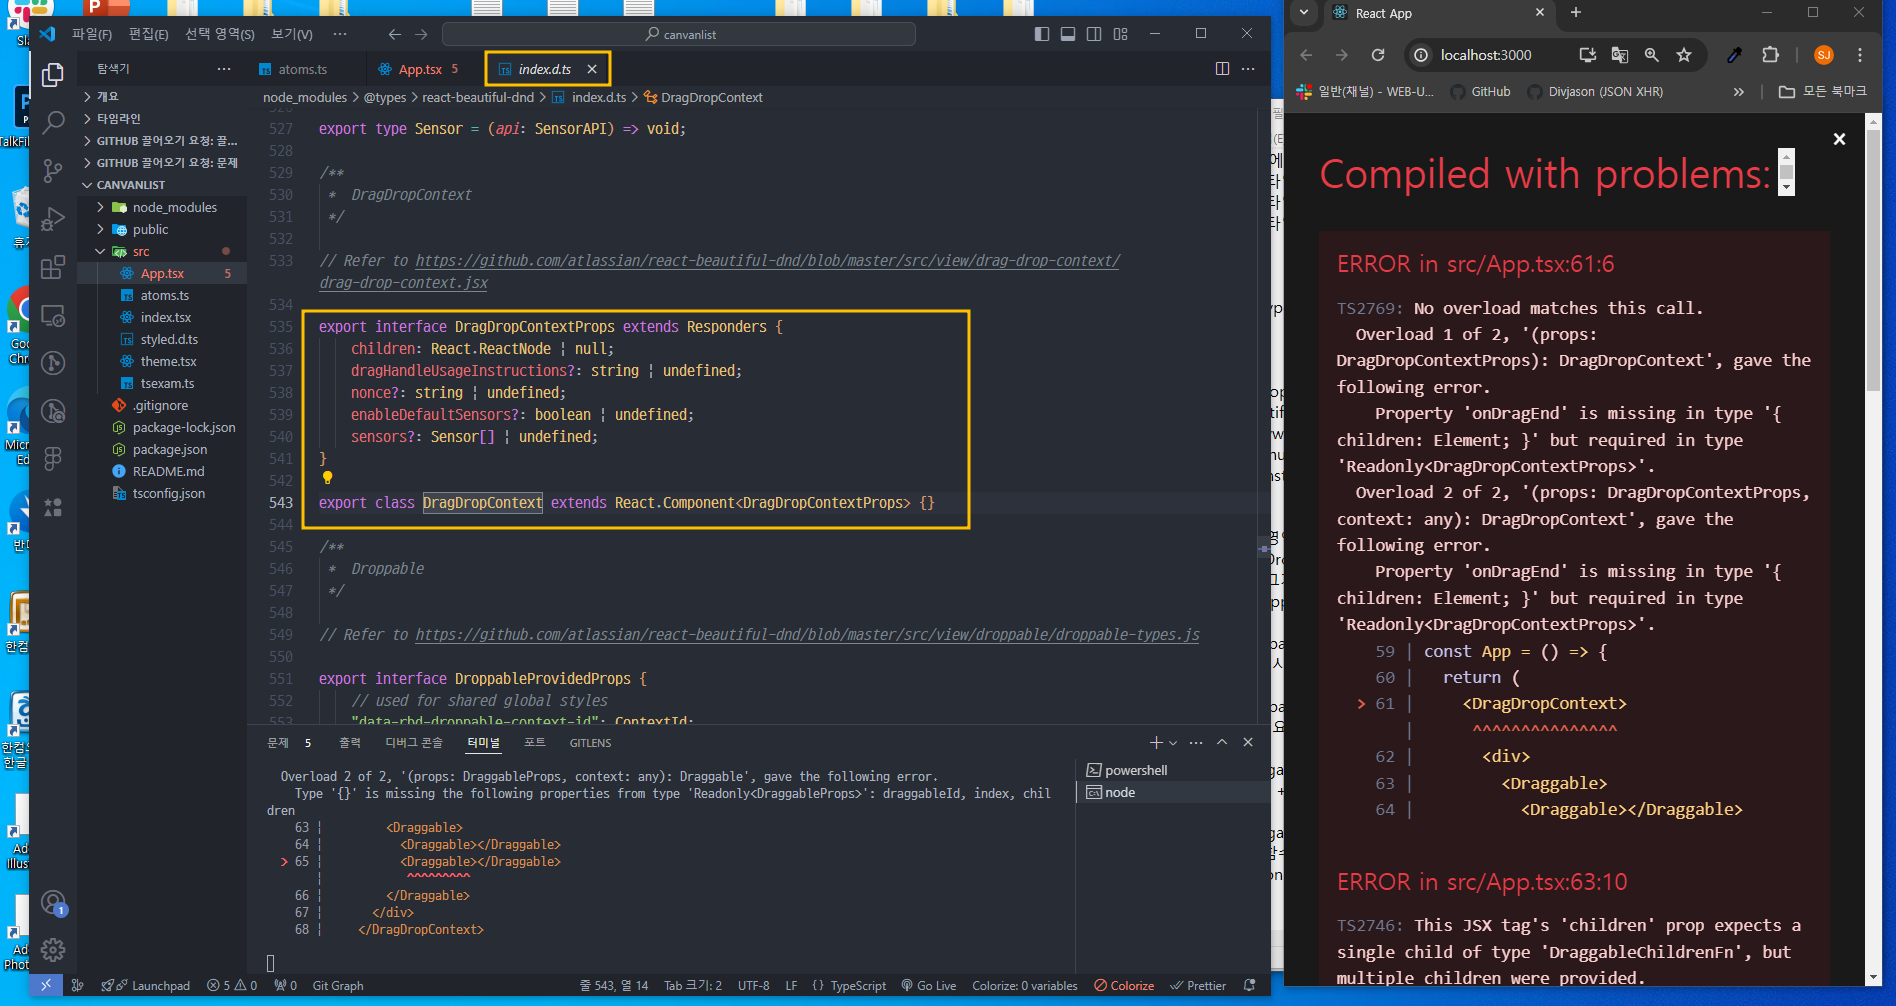 파일(F) 편집(E) 선택 영역(S) 보기(V) ··· canvanlist
탐색기 ···
atoms.ts App.tsx 5 index.d.ts
node_modules > @types > react-beautiful-dnd > index.d.ts > DragDropContext
개요
타임라인
GITHUB 끌어오기 요청: 끌...
GITHUB 끌어오기 요청: 문제
CANVANLIST
node_modules
public
src
App.tsx 5
atoms.ts
index.tsx
styled.d.ts
theme.tsx
tsexam.ts
.gitignore
package-lock.json
package.json
README.md
tsconfig.json
527 export type Sensor = (api: SensorAPI) => void;
528
529 /**
530 * DragDropContext
531 */
532
533 // Refer to https://github.com/atlassian/react-beautiful-dnd/blob/master/src/view/drag-drop-context/
drag-drop-context.jsx
534
535 export interface DragDropContextProps extends Responders {
536 children: React.ReactNode | null;
537 dragHandleUsageInstructions?: string | undefined;
538 nonce?: string | undefined;
539 enableDefaultSensors?: boolean | undefined;
540 sensors?: Sensor[] | undefined;
541 }
542
543 export class DragDropContext extends React.Component<DragDropContextProps> {}
544
545 /**
546 * Droppable
547 */
548
549 // Refer to https://github.com/atlassian/react-beautiful-dnd/blob/master/src/view/droppable/droppable-types.js
550
551 export interface DroppableProvidedProps {
552 // used for shared global styles
553 "data-rbd-droppable-context-id": ContextId;
문제 5 출력 디버그 콘솔 터미널 포트 GITLENS
Overload 2 of 2, '(props: DraggableProps, context: any): Draggable', gave the following error.
Type '{}' is missing the following properties from type 'Readonly<DraggableProps>': draggableId, index, chil
dren
63 | <Draggable>
64 | <Draggable></Draggable>
> 65 | <Draggable></Draggable>
| ^^^^^^^^^
66 | </Draggable>
67 | </div>
68 | </DragDropContext>
powershell
node
1
Launchpad 5 0 0 Git Graph 줄 543, 열 14 Tab 크기: 2 UTF-8 LF {} TypeScript Go Live Colorize: 0 variables Colorize Prettier
React App
localhost:3000
SJ
일반(채널) - WEB-U... GitHub Divjason (JSON XHR) » 모든 북마크
Compiled with problems:
ERROR in src/App.tsx:61:6
TS2769: No overload matches this call.
Overload 1 of 2, '(props:
DragDropContextProps): DragDropContext', gave the
following error.
Property 'onDragEnd' is missing in type '{
children: Element; }' but required in type
'Readonly<DragDropContextProps>'.
Overload 2 of 2, '(props: DragDropContextProps,
context: any): DragDropContext', gave the
following error.
Property 'onDragEnd' is missing in type '{
children: Element; }' but required in type
'Readonly<DragDropContextProps>'.
59 | const App = () => {
60 | return (
> 61 | <DragDropContext>
| ^^^^^^^^^^^^^^^
62 | <div>
63 | <Draggable>
64 | <Draggable></Draggable>
ERROR in src/App.tsx:63:10
TS2746: This JSX tag's 'children' prop expects a
single child of type 'DraggableChildrenFn', but
multiple children were provided.